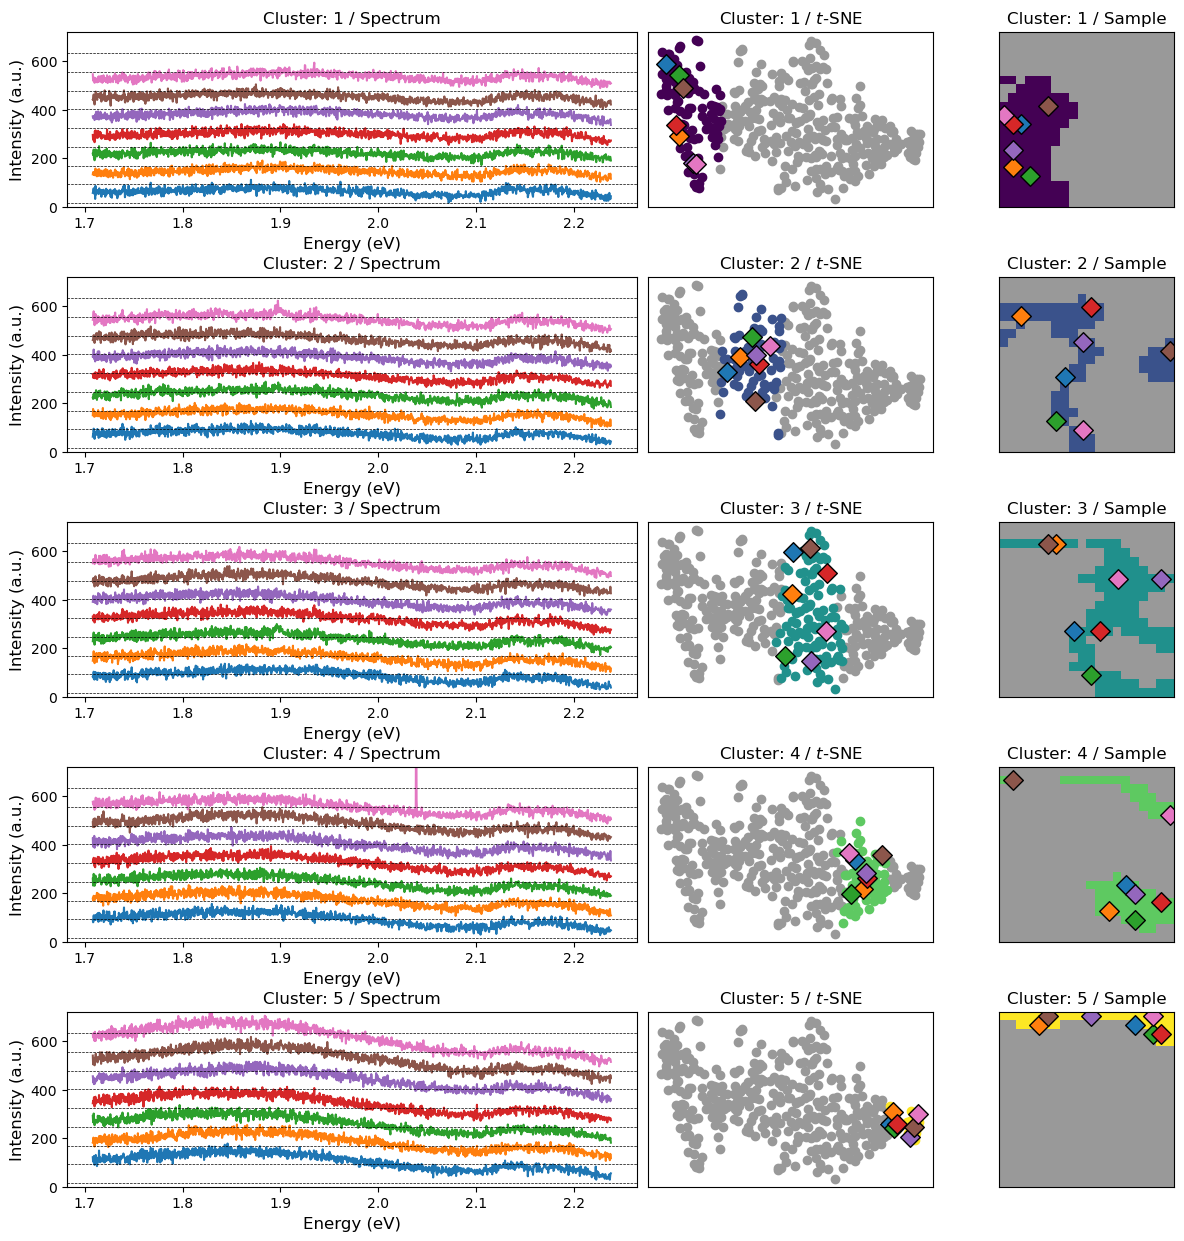 Cluster: 1 / Spectrum
Cluster: 1 / t-SNE
Cluster: 1 / Sample
Intensity (a.u.)
600
400
200
0
1.7 1.8 1.9 2.0 2.1 2.2
Energy (eV)
Cluster: 2 / Spectrum
Cluster: 2 / t-SNE
Cluster: 2 / Sample
Intensity (a.u.)
600
400
200
0
1.7 1.8 1.9 2.0 2.1 2.2
Energy (eV)
Cluster: 3 / Spectrum
Cluster: 3 / t-SNE
Cluster: 3 / Sample
Intensity (a.u.)
600
400
200
0
1.7 1.8 1.9 2.0 2.1 2.2
Energy (eV)
Cluster: 4 / Spectrum
Cluster: 4 / t-SNE
Cluster: 4 / Sample
Intensity (a.u.)
600
400
200
0
1.7 1.8 1.9 2.0 2.1 2.2
Energy (eV)
Cluster: 5 / Spectrum
Cluster: 5 / t-SNE
Cluster: 5 / Sample
Intensity (a.u.)
600
400
200
0
1.7 1.8 1.9 2.0 2.1 2.2
Energy (eV)